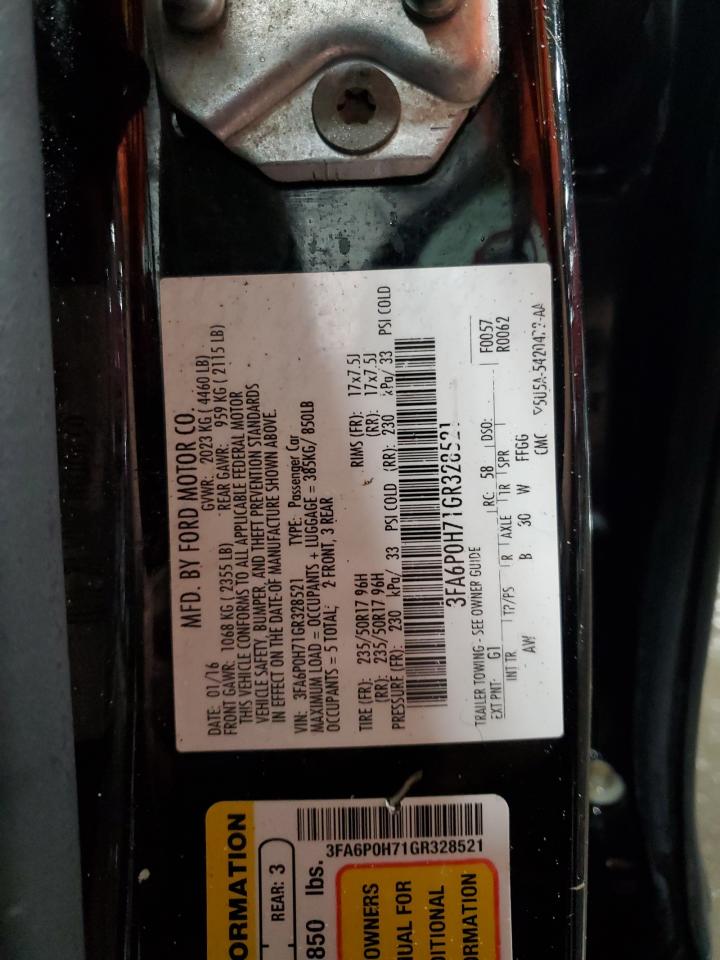 MFD. BY FORD MOTOR CO.
DATE: 01/16 GVWR: 2023 KG ( 4460 LB)
FRONT GAWR: 1068 KG ( 2355 LB) REAR GAWR: 959 KG ( 2115 LB)
THIS VEHICLE CONFORMS TO ALL APPLICABLE FEDERAL MOTOR
VEHICLE SAFETY, BUMPER, AND THEFT PREVENTION STANDARDS
IN EFFECT ON THE DATE OF MANUFACTURE SHOWN ABOVE.
VIN: 3FA6P0H71GR328521 TYPE: Passenger Car
MAXIMUM LOAD = OCCUPANTS + LUGGAGE = 385KG/ 850LB
OCCUPANTS = 5 TOTAL: 2 FRONT, 3 REAR
TIRE (FR): 235/50R17 96H RIMS (FR): 17x7.5J
(RR): 235/50R17 96H (RR): 17x7.5J
PRESSURE (FR): 230 kPa/ 33 PSI COLD (RR): 230 kPa/ 33 PSI COLD
3FA6P0H71GR328521
TRAILER TOWING - SEE OWNER GUIDE F0057
EXT PNT: G1 RC: 58 DSO: R0062
INT TR TP/PS R AXLE TR SPR
AW B 30 W FFGG
CMC
3FA6P0H71GR328521
ORMATION
REAR: 3
850 lbs.
OWNERS
UAL FOR
DITIONAL
RMATION